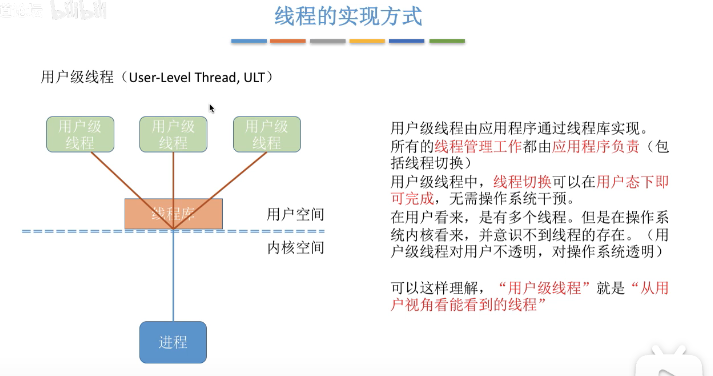 bilibili
线程的实现方式
用户级线程（User-Level Thread, ULT）
用户级
线程
用户级
线程
用户级
线程
线程库
用户空间
内核空间
进程
用户级线程由应用程序通过线程库实现。
所有的线程管理工作都由应用程序负责（包
括线程切换）
用户级线程中，线程切换可以在用户态下即
可完成，无需操作系统干预。
在用户看来，是有多个线程。但是在操作系
统内核看来，并意识不到线程的存在。（用
户级线程对用户不透明，对操作系统透明）
可以这样理解，“用户级线程”就是“从用
户视角看能看到的线程”